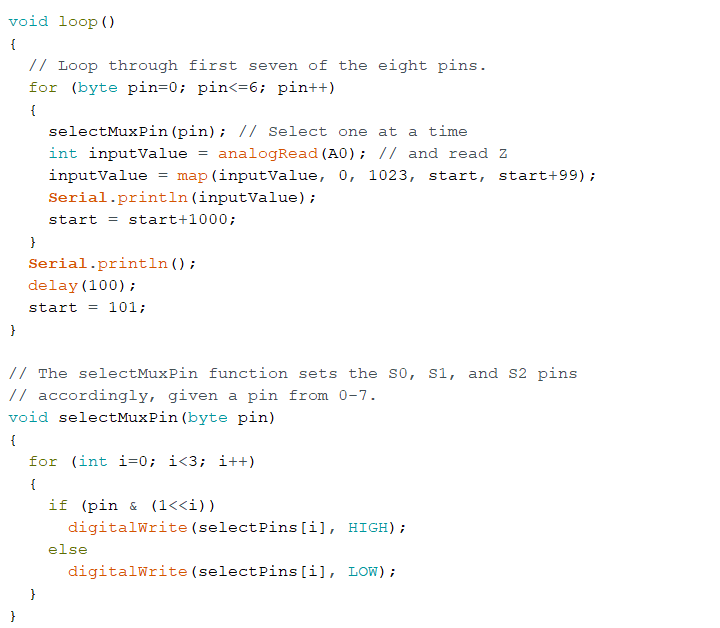 void loop()
{
  // Loop through first seven of the eight pins.
  for (byte pin=0; pin<=6; pin++)
  {
    selectMuxPin(pin); // Select one at a time
    int inputValue = analogRead(A0); // and read Z
    inputValue = map(inputValue, 0, 1023, start, start+99);
    Serial.println(inputValue);
    start = start+1000;
  }
  Serial.println();
  delay(100);
  start = 101;
}

// The selectMuxPin function sets the S0, S1, and S2 pins
// accordingly, given a pin from 0-7.
void selectMuxPin(byte pin)
{
  for (int i=0; i<3; i++)
  {
    if (pin & (1<<i))
      digitalWrite(selectPins[i], HIGH);
    else
      digitalWrite(selectPins[i], LOW);
  }
}